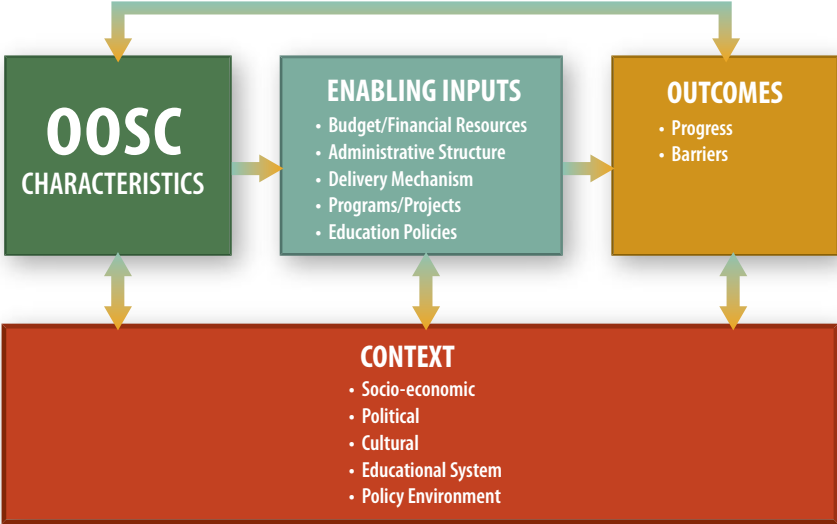 OOSC
CHARACTERISTICS
ENABLING INPUTS
• Budget/Financial Resources
• Administrative Structure
• Delivery Mechanism
• Programs/Projects
• Education Policies
OUTCOMES
• Progress
• Barriers
CONTEXT
• Socio-economic
• Political
• Cultural
• Educational System
• Policy Environment